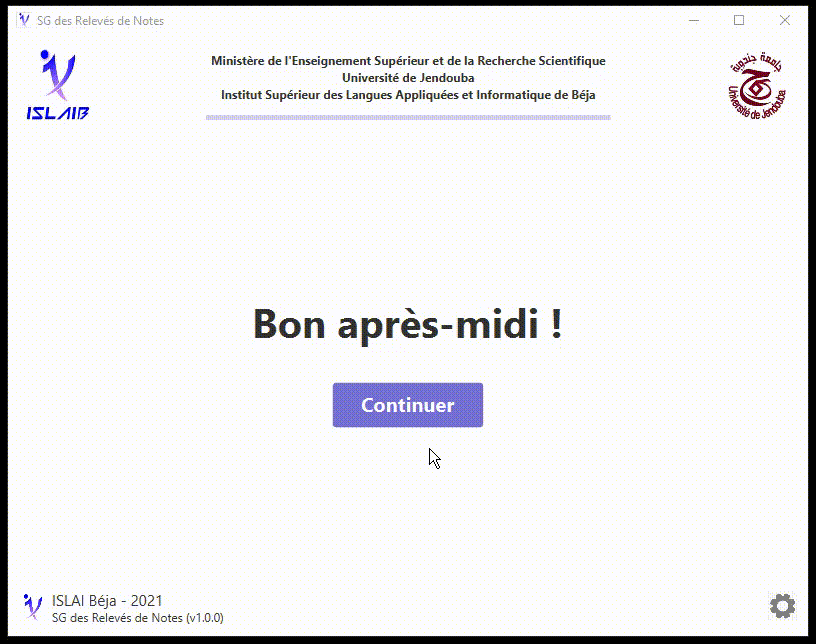 SG des Relevés de Notes
ISLAIB
Ministère de l'Enseignement Supérieur et de la Recherche Scientifique
Université de Jendouba
Institut Supérieur des Langues Appliquées et Informatique de Béja
جامعة جندوبة
Université de Jendouba
Bon après-midi !
Continuer
ISLAI Béja - 2021
SG des Relevés de Notes (v1.0.0)